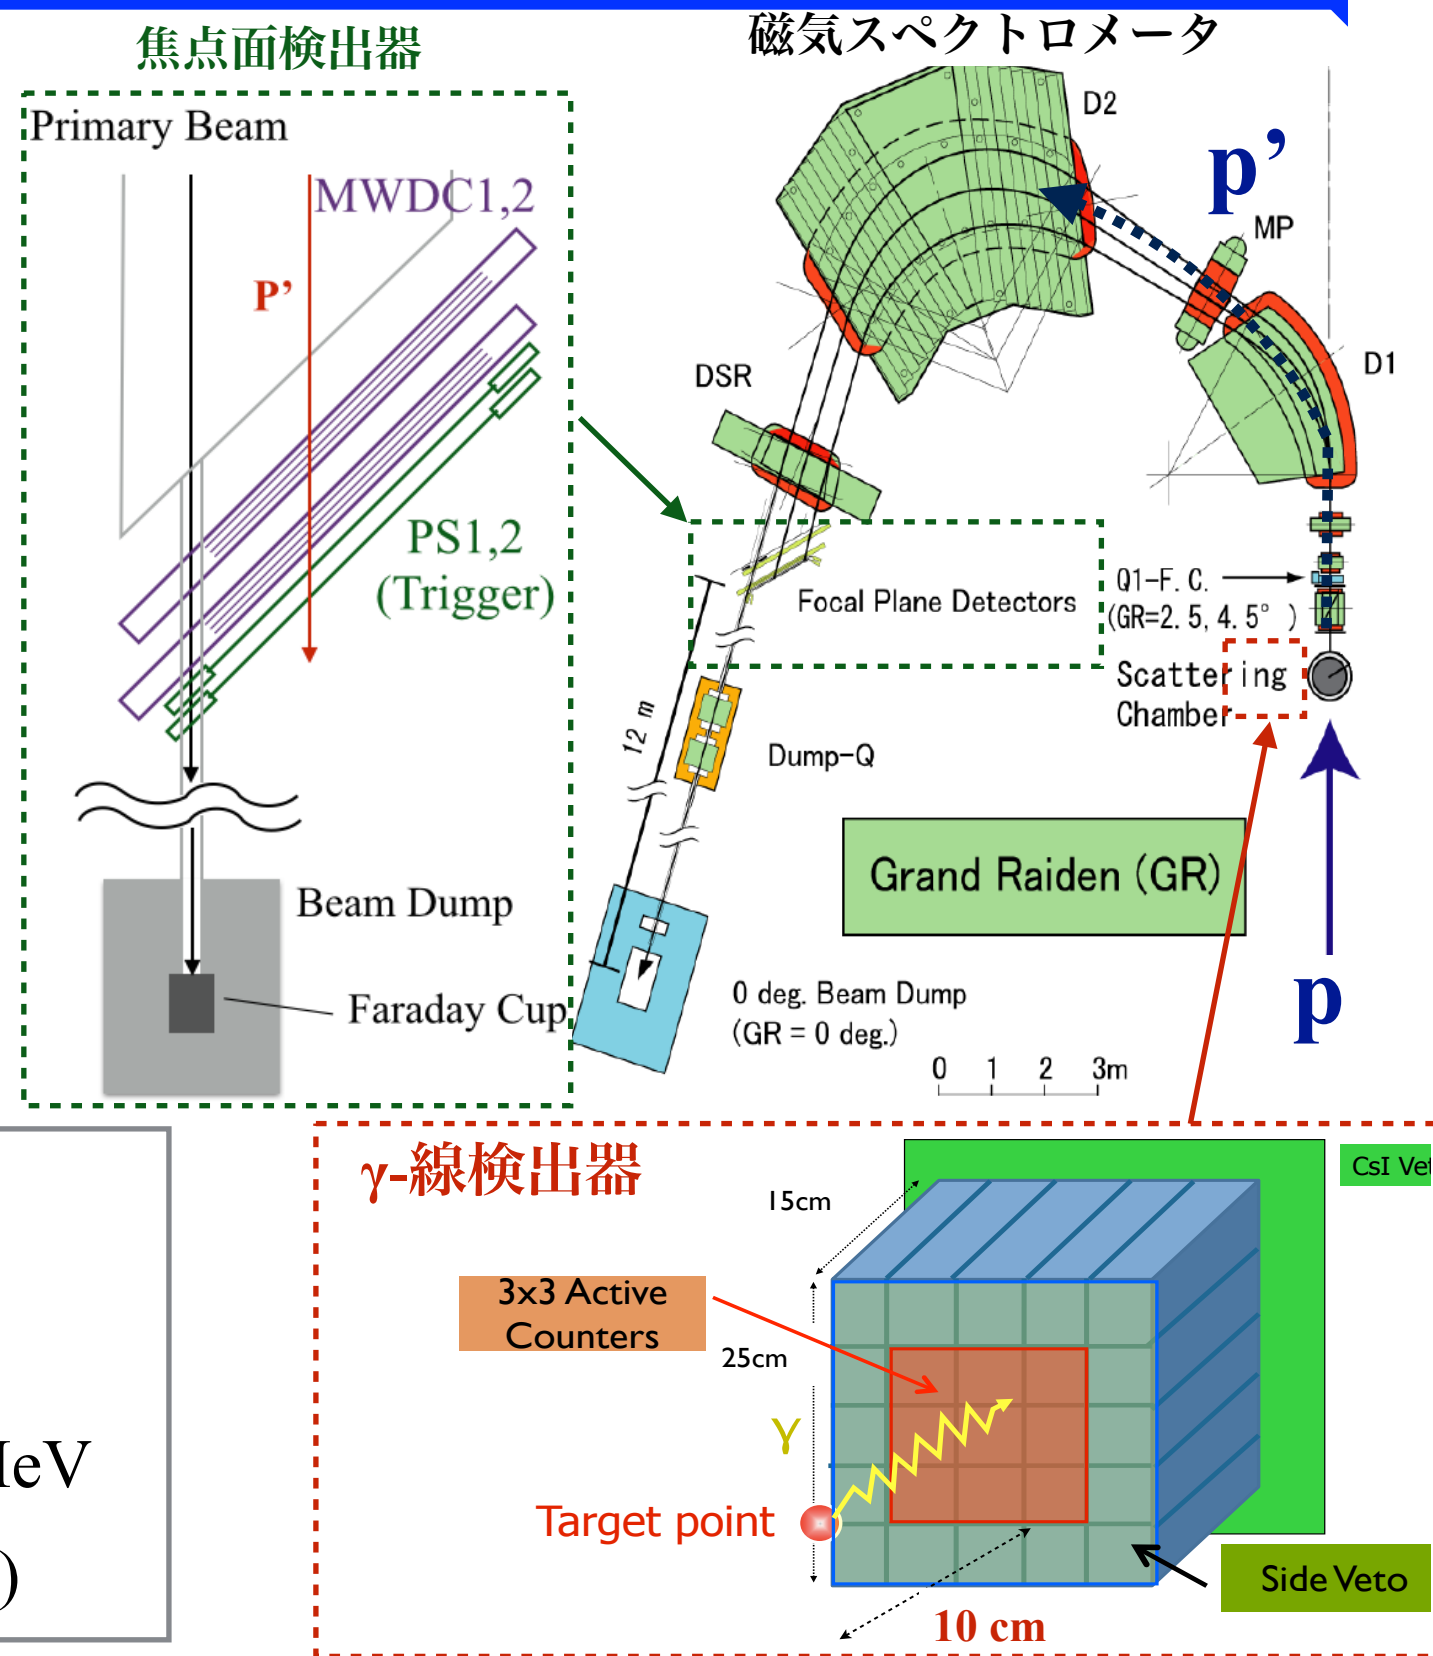 焦点面検出器
磁気スペクトロメータ
Primary Beam
MWDC1,2
P’
PS1,2
(Trigger)
Beam Dump
Faraday Cup
D2
p’
MP
D1
DSR
Focal Plane Detectors
Q1-F.C.
(GR=2.5, 4.5° )
Scattering
Chamber
12 m
Dump-Q
Grand Raiden (GR)
p
0 deg. Beam Dump
(GR = 0 deg.)
0 1 2 3m
γ-線検出器
15cm
CsI
3x3 Active
Counters
25cm
γ
Target point
Side Veto
10 cm
)